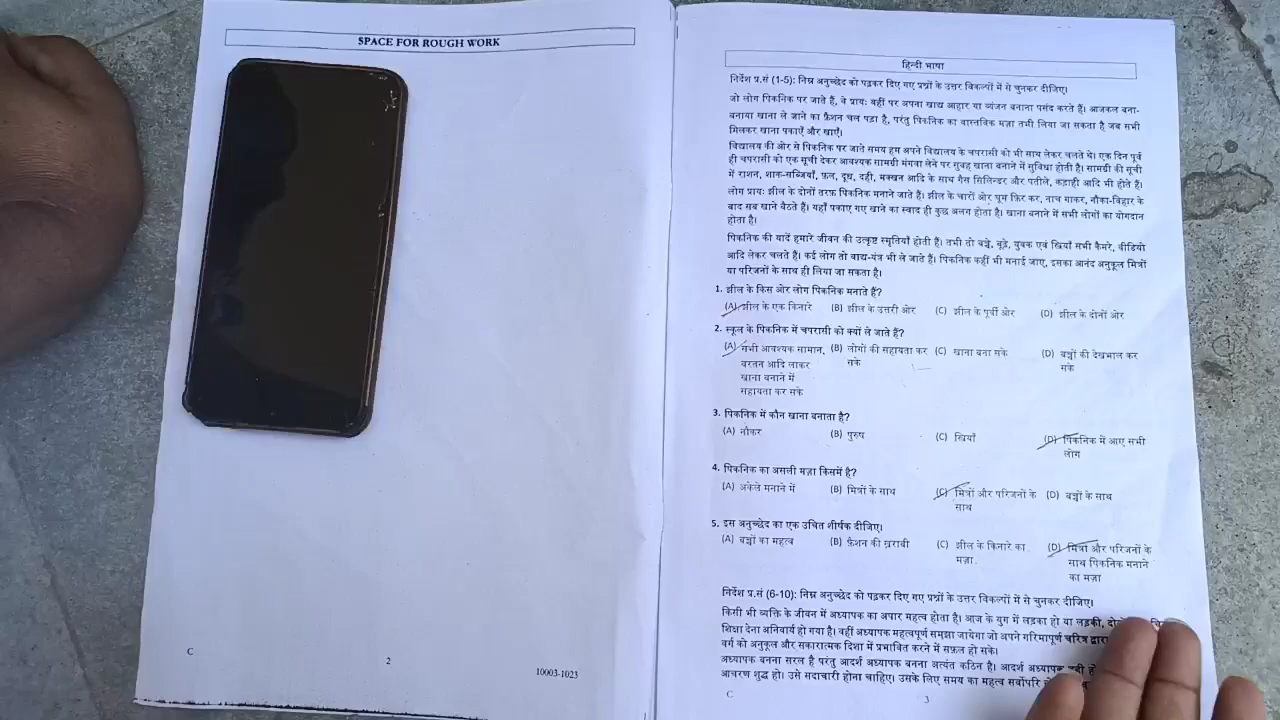 SPACE FOR ROUGH WORK
C
2
10003-1023
हिन्दी भाषा
निर्देश प्र.सं (1-5): निम्न अनुच्छेद को पढ़कर दिए गए प्रश्नों के उत्तर विकल्पों में से चुनकर दीजिए।
जो लोग पिकनिक पर जाते हैं, वे प्रायः वहीं पर अपना खाद्य आहार या व्यंजन बनाना पसंद करते हैं। आजकल बना-
बनाया खाना ले जाने का फ़ैशन चल पड़ा है, परंतु पिकनिक का वास्तविक मज़ा तभी लिया जा सकता है जब सभी
मिलकर खाना पकाएँ और खाएँ।
विद्यालय की ओर से पिकनिक पर जाते समय हम अपने विद्यालय के चपरासी को भी साथ लेकर चलते थे। एक दिन पूर्व
ही चपरासी को एक सूची देकर आवश्यक सामग्री मंगवा लेने पर सुबह खाना बनाने में सुविधा होती है। सामग्री की सूची
में राशन, शाक-सब्जियाँ, फ़ल, दूध, दही, मक्खन आदि के साथ गैस सिलिन्डर और पतीले, कड़ाही आदि भी होते हैं।
लोग प्रायः झील के दोनों तरफ़ पिकनिक मनाने जाते हैं। झील के चारों ओर घूम फ़िर कर, नाच गाकर, नौका-विहार के
बाद सब खाने बैठते हैं। यहाँ पकाए गए खाने का स्वाद ही कुछ अलग होता है। खाना बनाने में सभी लोगों का योगदान
होता है।
पिकनिक की यादें हमारे जीवन की उत्कृष्ट स्मृतियाँ होती हैं। तभी तो बच्चे, बूढ़े, युवक एवं स्त्रियाँ सभी कैमरे, वीडियो
आदि लेकर चलते हैं। कई लोग तो वाद्य-यंत्र भी ले जाते हैं। पिकनिक कहीं भी मनाई जाए, इसका आनंद अनुकूल मित्रों
या परिजनों के साथ ही लिया जा सकता है।
1. झील के किस ओर लोग पिकनिक मनाते हैं?
(A) झील के एक किनारे (B) झील के उत्तरी ओर (C) झील के पूर्वी ओर (D) झील के दोनों ओर
2. स्कूल के पिकनिक में चपरासी को क्यों ले जाते हैं?
(A) सभी आवश्यक सामान, (B) लोगों की सहायता कर (C) खाना बना सके (D) बच्चों की देखभाल कर
बरतन आदि लाकर सके सके
खाना बनाने में
सहायता कर सके
3. पिकनिक में कौन खाना बनाता है?
(A) नौकर (B) पुरुष (C) स्त्रियाँ (D) पिकनिक में आए सभी
लोग
4. पिकनिक का असली मज़ा किसमें है?
(A) अकेले मनाने में (B) मित्रों के साथ (C) मित्रों और परिजनों के (D) बच्चों के साथ
साथ
5. इस अनुच्छेद का एक उचित शीर्षक दीजिए।
(A) बच्चों का महत्व (B) फ़ैशन की ख़राबी (C) झील के किनारे का (D) मित्रों और परिजनों के
मज़ा साथ पिकनिक मनाने
का मज़ा
निर्देश प्र.सं (6-10): निम्न अनुच्छेद को पढ़कर दिए गए प्रश्नों के उत्तर विकल्पों में से चुनकर दीजिए।
किसी भी व्यक्ति के जीवन में अध्यापक का अपार महत्व होता है। आज के युग में लड़का हो या लड़की,
शिक्षा देना अनिवार्य हो गया है। वहीं अध्यापक महत्वपूर्ण समझा जायेगा जो अपने गरिमापूर्ण चरित्र द्वारा
वर्ग को अनुकूल और सकारात्मक दिशा में प्रभावित करने में सफ़ल हो सके।
अध्यापक बनना सरल है परंतु आदर्श अध्यापक बनना अत्यंत कठिन है। आदर्श अध्यापक वही
आचरण शुद्ध हो। उसे सदाचारी होना चाहिए। उसके लिए समय का महत्व सर्वोपरि
C
3